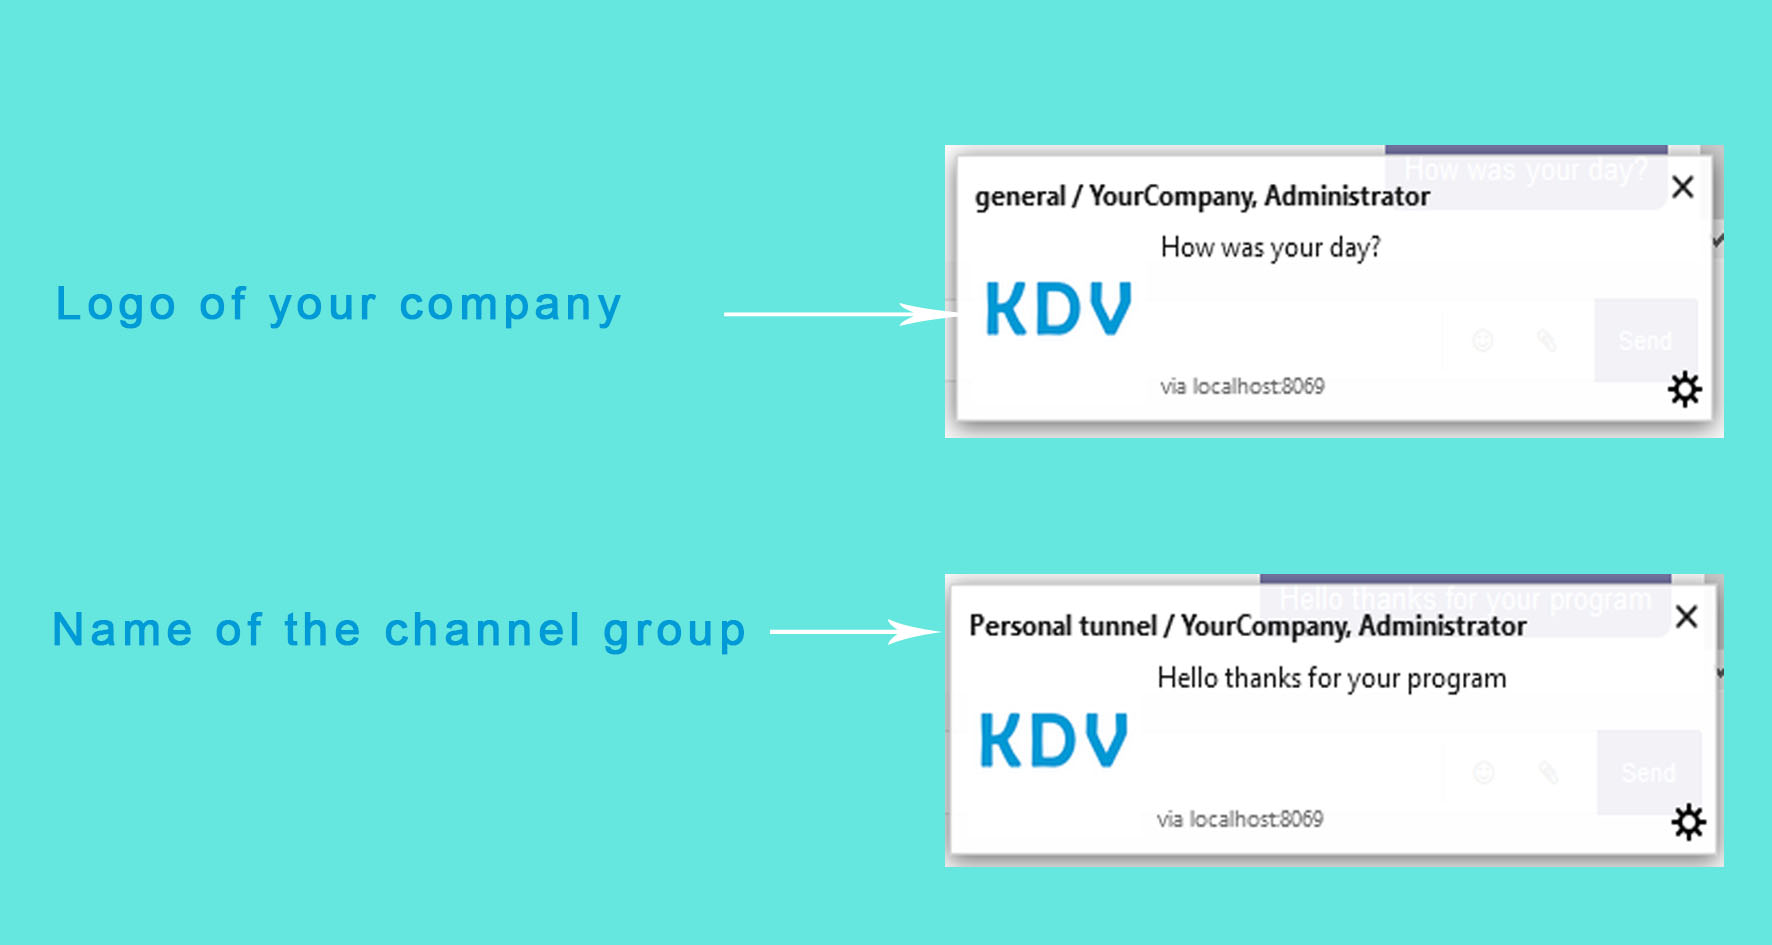 How was your day?
general / YourCompany, Administrator
How was your day?
Logo of your company
KDV
Send
via localhost:8069
Hello thanks for your program
Name of the channel group
Personal tunnel / YourCompany, Administrator
Hello thanks for your program
KDV
Send
via localhost:8069